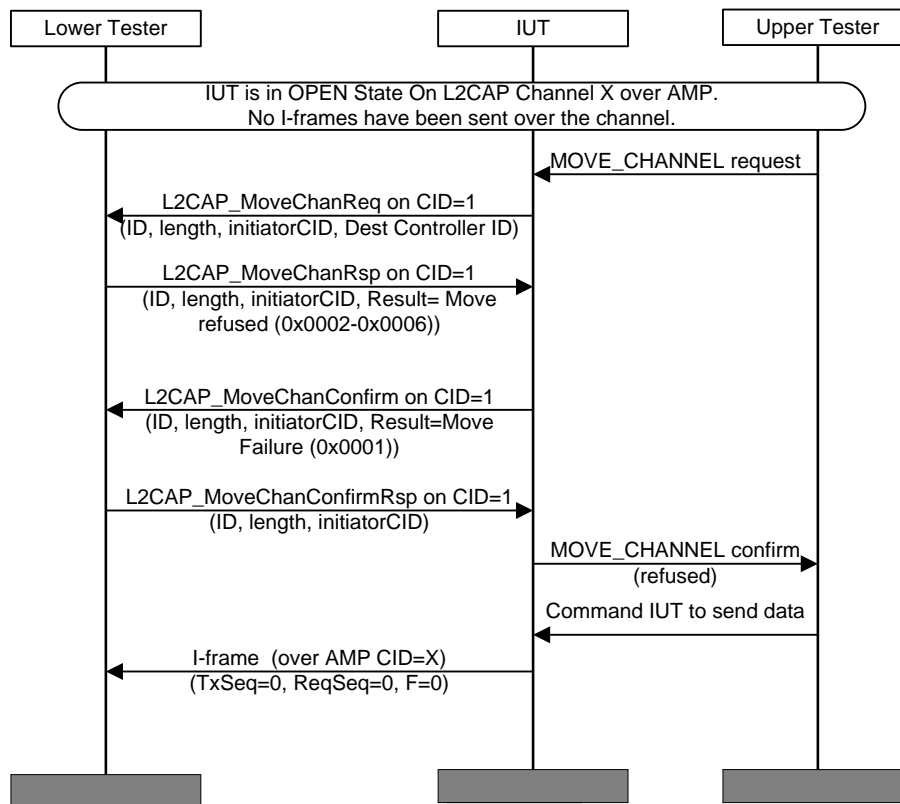 Lower Tester
IUT
Upper Tester
IUT is in OPEN State On L2CAP Channel X over AMP.
No I-frames have been sent over the channel.
MOVE_CHANNEL request
L2CAP_MoveChanReq on CID=1
(ID, length, initiatorCID, Dest Controller ID)
L2CAP_MoveChanRsp on CID=1
(ID, length, initiatorCID, Result= Move
refused (0x0002-0x0006))
L2CAP_MoveChanConfirm on CID=1
(ID, length, initiatorCID, Result=Move
Failure (0x0001))
L2CAP_MoveChanConfirmRsp on CID=1
(ID, length, initiatorCID)
MOVE_CHANNEL confirm
(refused)
Command IUT to send data
I-frame (over AMP CID=X)
(TxSeq=0, ReqSeq=0, F=0)